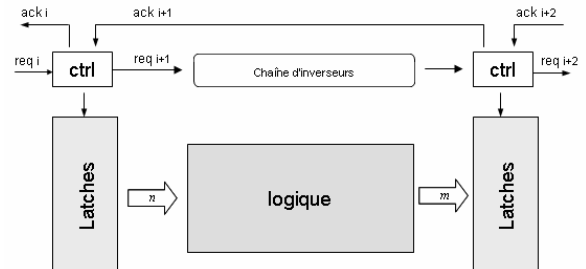 ack i
ack i+1
ack i+2
req i
ctrl
req i+1
Chaîne d'inverseurs
ctrl
req i+2
Latches
n
logique
m
Latches